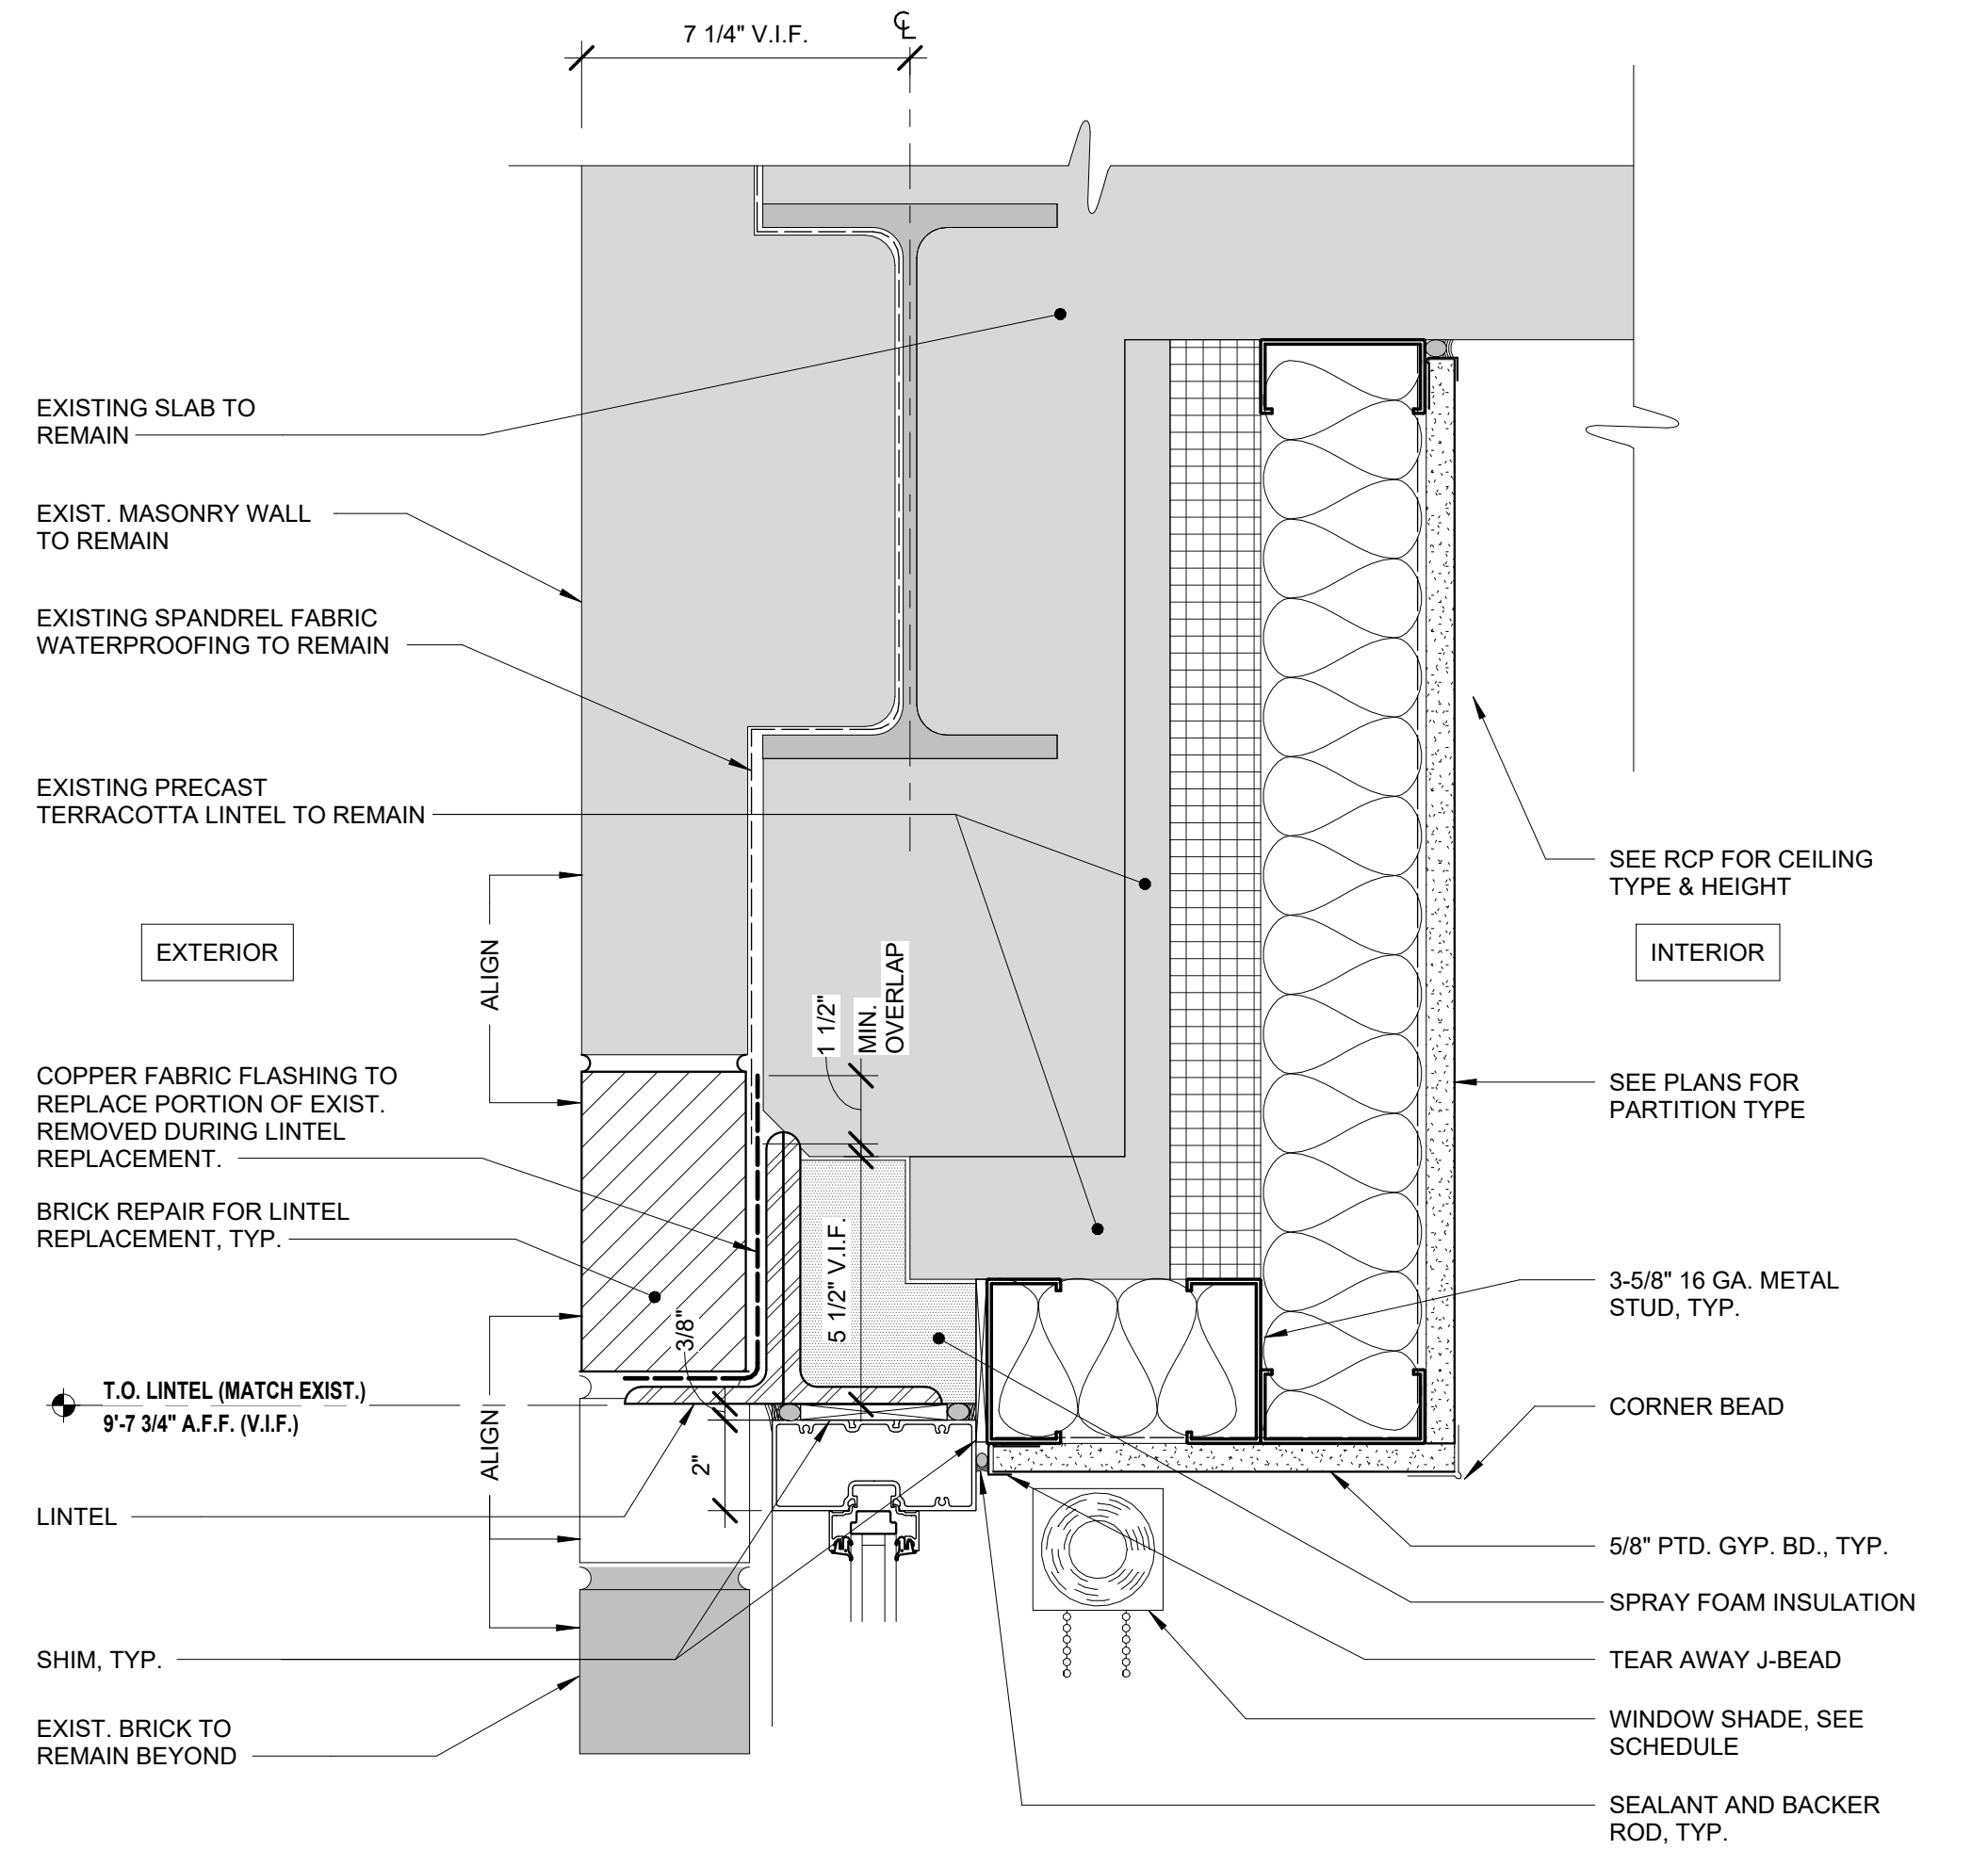 7 1/4" V.I.F.
℄
EXISTING SLAB TO
REMAIN
EXIST. MASONRY WALL
TO REMAIN
EXISTING SPANDREL FABRIC
WATERPROOFING TO REMAIN
EXISTING PRECAST
TERRACOTTA LINTEL TO REMAIN
EXTERIOR
ALIGN
COPPER FABRIC FLASHING TO
REPLACE PORTION OF EXIST.
REMOVED DURING LINTEL
REPLACEMENT.
BRICK REPAIR FOR LINTEL
REPLACEMENT, TYP.
T.O. LINTEL (MATCH EXIST.)
9'-7 3/4" A.F.F. (V.I.F.)
ALIGN
LINTEL
SHIM, TYP.
EXIST. BRICK TO
REMAIN BEYOND
1 1/2"
MIN.
OVERLAP
5 1/2" V.I.F.
3/8"
2"
SEE RCP FOR CEILING
TYPE & HEIGHT
INTERIOR
SEE PLANS FOR
PARTITION TYPE
3-5/8" 16 GA. METAL
STUD, TYP.
CORNER BEAD
5/8" PTD. GYP. BD., TYP.
SPRAY FOAM INSULATION
TEAR AWAY J-BEAD
WINDOW SHADE, SEE
SCHEDULE
SEALANT AND BACKER
ROD, TYP.